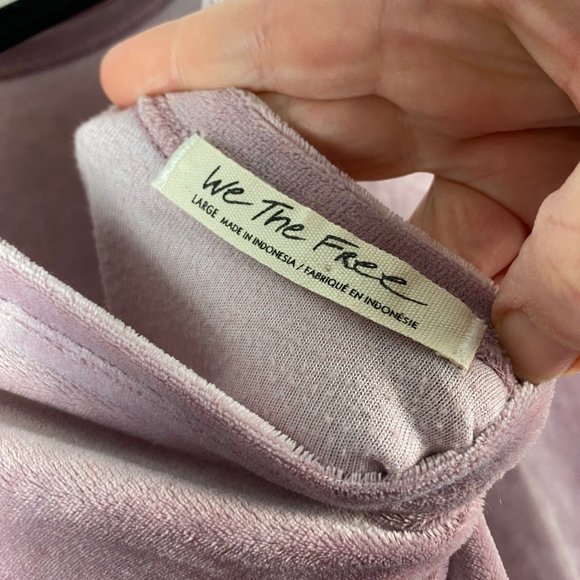 We The Free
LARGE MADE IN INDONESIA / FABRIQUÉ EN INDONÉSIE